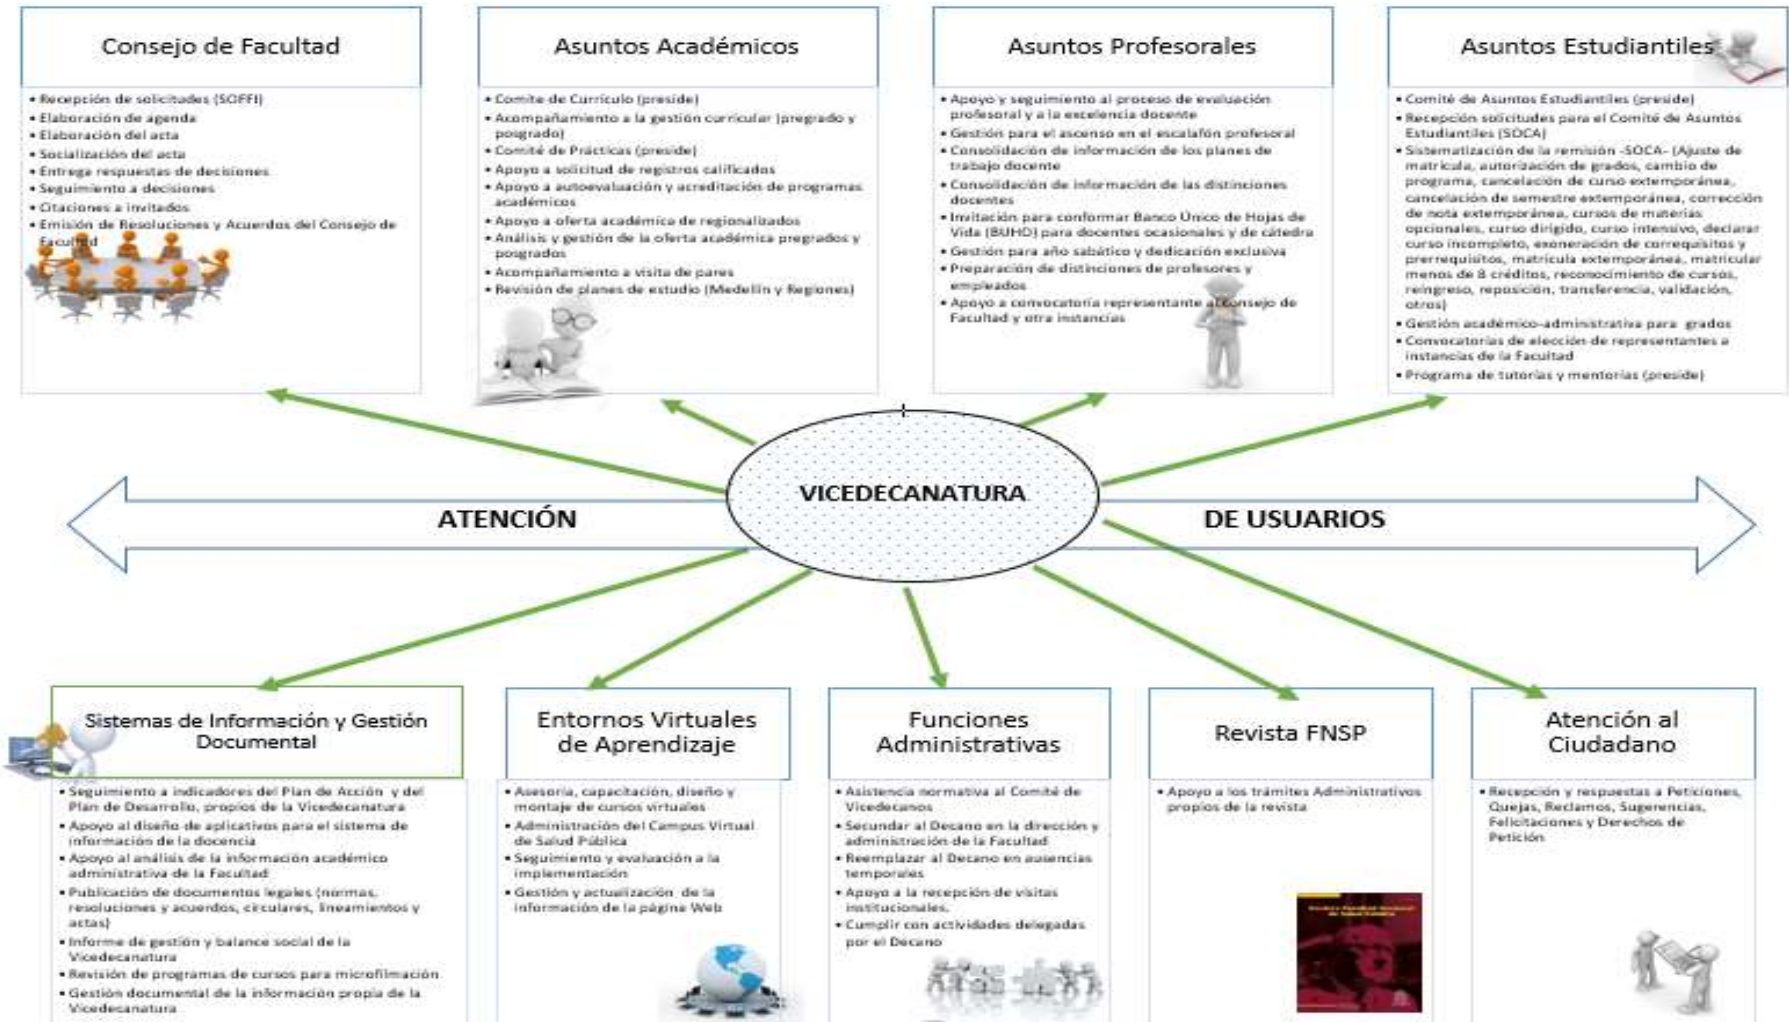 Consejo de Facultad
• Recepción de solicitudes (SOFFI)
• Elaboración de agenda
• Elaboración del acta
• Socialización del acta
• Entrega respuestas de decisiones
• Seguimiento a decisiones
• Citaciones a invitados
• Emisión de Resoluciones y Acuerdos del Consejo de
Facultad
Asuntos Académicos
• Comite de Currículo (preside)
• Acompañamiento a la gestión curricular (pregrado y
posgrado)
• Comité de Prácticas (preside)
• Apoyo a solicitud de registros calificados
• Apoyo a autoevaluación y acreditación de programas
académicos
• Apoyo a oferta académica de regionalizados
• Análisis y gestión de la oferta académica pregrados y
posgrados
• Acompañamiento a visita de pares
• Revisión de planes de estudio (Medellín y Regiones)
Asuntos Profesorales
• Apoyo y seguimiento al proceso de evaluación
profesoral y a la excelencia docente
• Gestión para el ascenso en el escalafón profesoral
• Consolidación de información de los planes de
trabajo docente
• Consolidación de información de las distinciones
docentes
• Invitación para conformar Banco Único de Hojas de
Vida (BUHO) para docentes ocasionales y de cátedra
• Gestión para año sabático y dedicación exclusiva
• Preparación de distinciones de profesores y
empleados
• Apoyo a convocatoria representante al consejo de
Facultad y otra instancias
Asuntos Estudiantiles
• Comité de Asuntos Estudiantiles (preside)
• Recepción solicitudes para el Comité de Asuntos
Estudiantiles (SOCA)
• Sistematización de la remisión -SOCA- (Ajuste de
matricula, autorización de grados, cambio de
programa, cancelación de curso extemporánea,
cancelación de semestre extemporánea, corrección
de nota extemporánea, cursos de materias
opcionales, curso dirigido, curso intensivo, declarar
curso incompleto, exoneración de correquisitos y
prerrequisitos, matricula extemporánea, matricular
menos de 8 créditos, reconocimiento de cursos,
reingreso, reposición, transferencia, validación,
otros)
• Gestión académico-administrativa para grados
• Convocatorias de elección de representantes a
instancias de la Facultad
• Programa de tutorías y mentorías (preside)
VICEDECANATURA
ATENCIÓN DE USUARIOS
Sistemas de Información y Gestión
Documental
• Seguimiento a indicadores del Plan de Acción y del
Plan de Desarrollo, propios de la Vicedecanatura
• Apoyo al diseño de aplicativos para el sistema de
información de la docencia
• Apoyo al análisis de la información académico
administrativa de la Facultad
• Publicación de documentos legales (normas,
resoluciones y acuerdos, circulares, lineamientos y
actas)
• Informe de gestión y balance social de la
Vicedecanatura
• Revisión de programas de cursos para microfilmación
• Gestión documental de la información propia de la
Vicedecanatura
Entornos Virtuales
de Aprendizaje
• Asesoría, capacitación, diseño y
montaje de cursos virtuales
• Administración del Campus Virtual
de Salud Pública
• Seguimiento y evaluación a la
implementación
• Gestión y actualización de la
información de la página Web
Funciones
Administrativas
• Asistencia normativa al Comité de
Vicedecanos
• Secundar al Decano en la dirección y
administración de la Facultad
• Reemplazar al Decano en ausencias
temporales
• Apoyo a la recepción de visitas
institucionales.
• Cumplir con actividades delegadas
por el Decano
Revista FNSP
• Apoyo a los trámites Administrativos
propios de la revista
Atención al
Ciudadano
• Recepción y respuestas a Peticiones,
Quejas, Reclamos, Sugerencias,
Felicitaciones y Derechos de
Petición